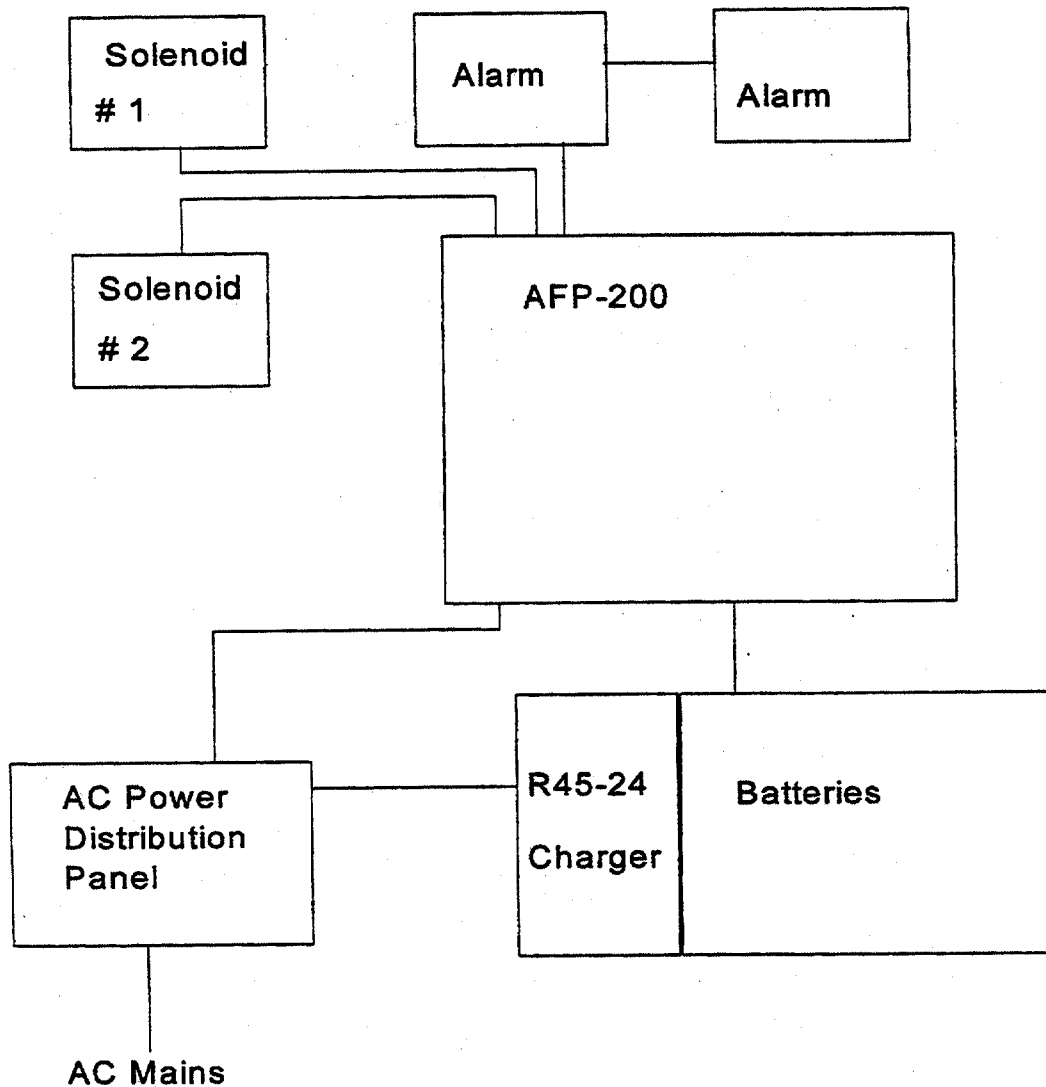 Solenoid
# 1
Alarm
Alarm
Solenoid
# 2
AFP-200
AC Power
Distribution
Panel
R45-24
Charger
Batteries
AC Mains